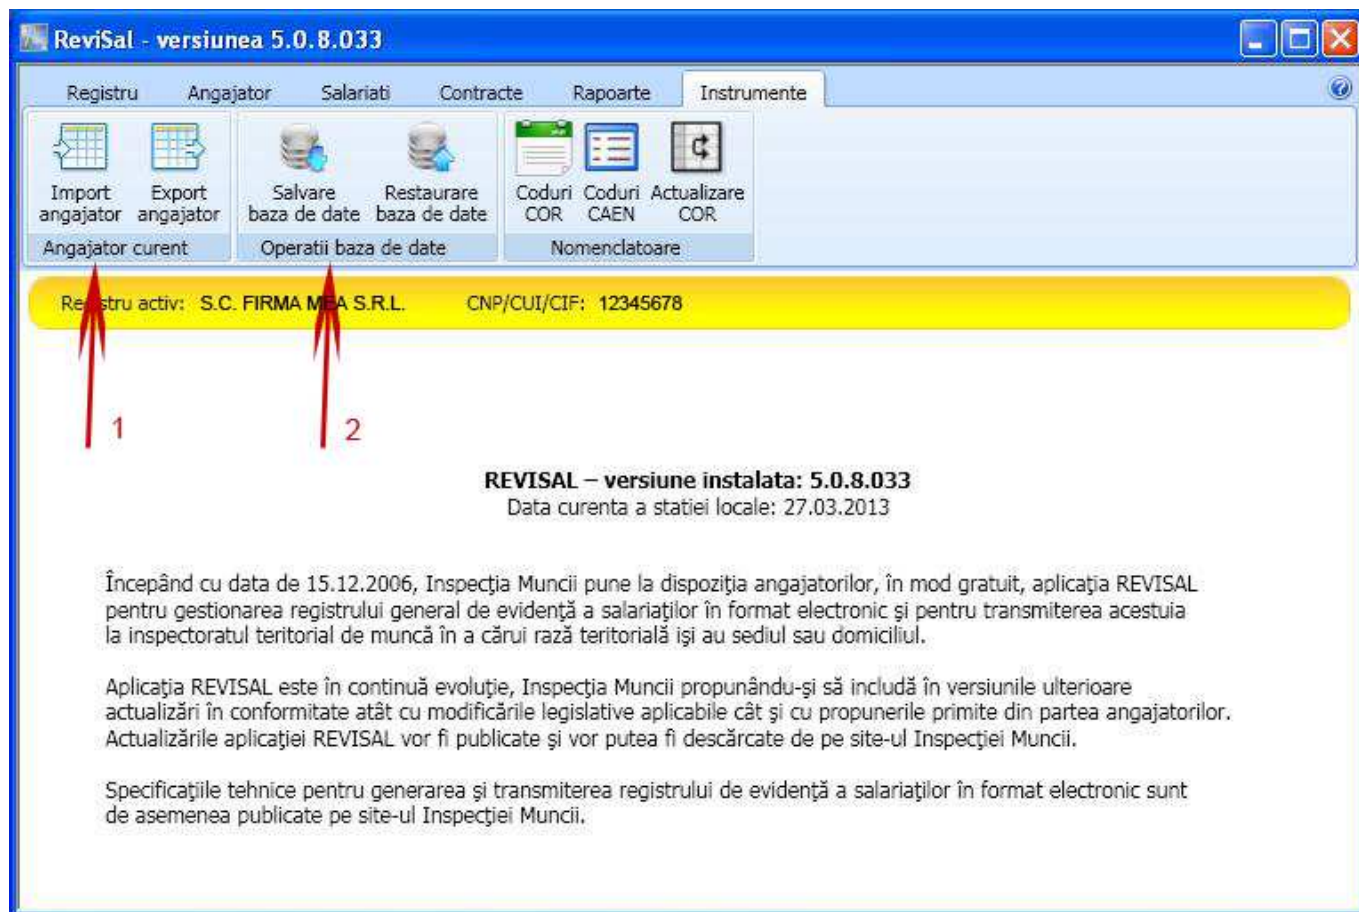 ReviSal - versiunea 5.0.8.033
Registru Angajator Salariati Contracte Rapoarte Instrumente
Import angajator
Export angajator
Salvare baza de date
Restaurare baza de date
Coduri COR
Coduri CAEN
Actualizare COR
Angajator curent
Operatii baza de date
Nomenclatoare
Registru activ: S.C. FIRMA MEA S.R.L. CNP/CUI/CIF: 12345678
1
2
REVISAL – versiune instalata: 5.0.8.033
Data curenta a statiei locale: 27.03.2013
Începând cu data de 15.12.2006, Inspecţia Muncii pune la dispoziţia angajatorilor, în mod gratuit, aplicaţia REVISAL
pentru gestionarea registrului general de evidenţă a salariaţilor în format electronic şi pentru transmiterea acestuia
la inspectoratul teritorial de muncă în a cărui rază teritorială işi au sediul sau domiciliul.
Aplicaţia REVISAL este în continuă evoluţie, Inspecţia Muncii propunându-şi să includă în versiunile ulterioare
actualizări în conformitate atât cu modificările legislative aplicabile cât şi cu propunerile primite din partea angajatorilor.
Actualizările aplicaţiei REVISAL vor fi publicate şi vor putea fi descărcate de pe site-ul Inspecţiei Muncii.
Specificaţiile tehnice pentru generarea şi transmiterea registrului de evidenţă a salariaţilor în format electronic sunt
de asemenea publicate pe site-ul Inspecţiei Muncii.